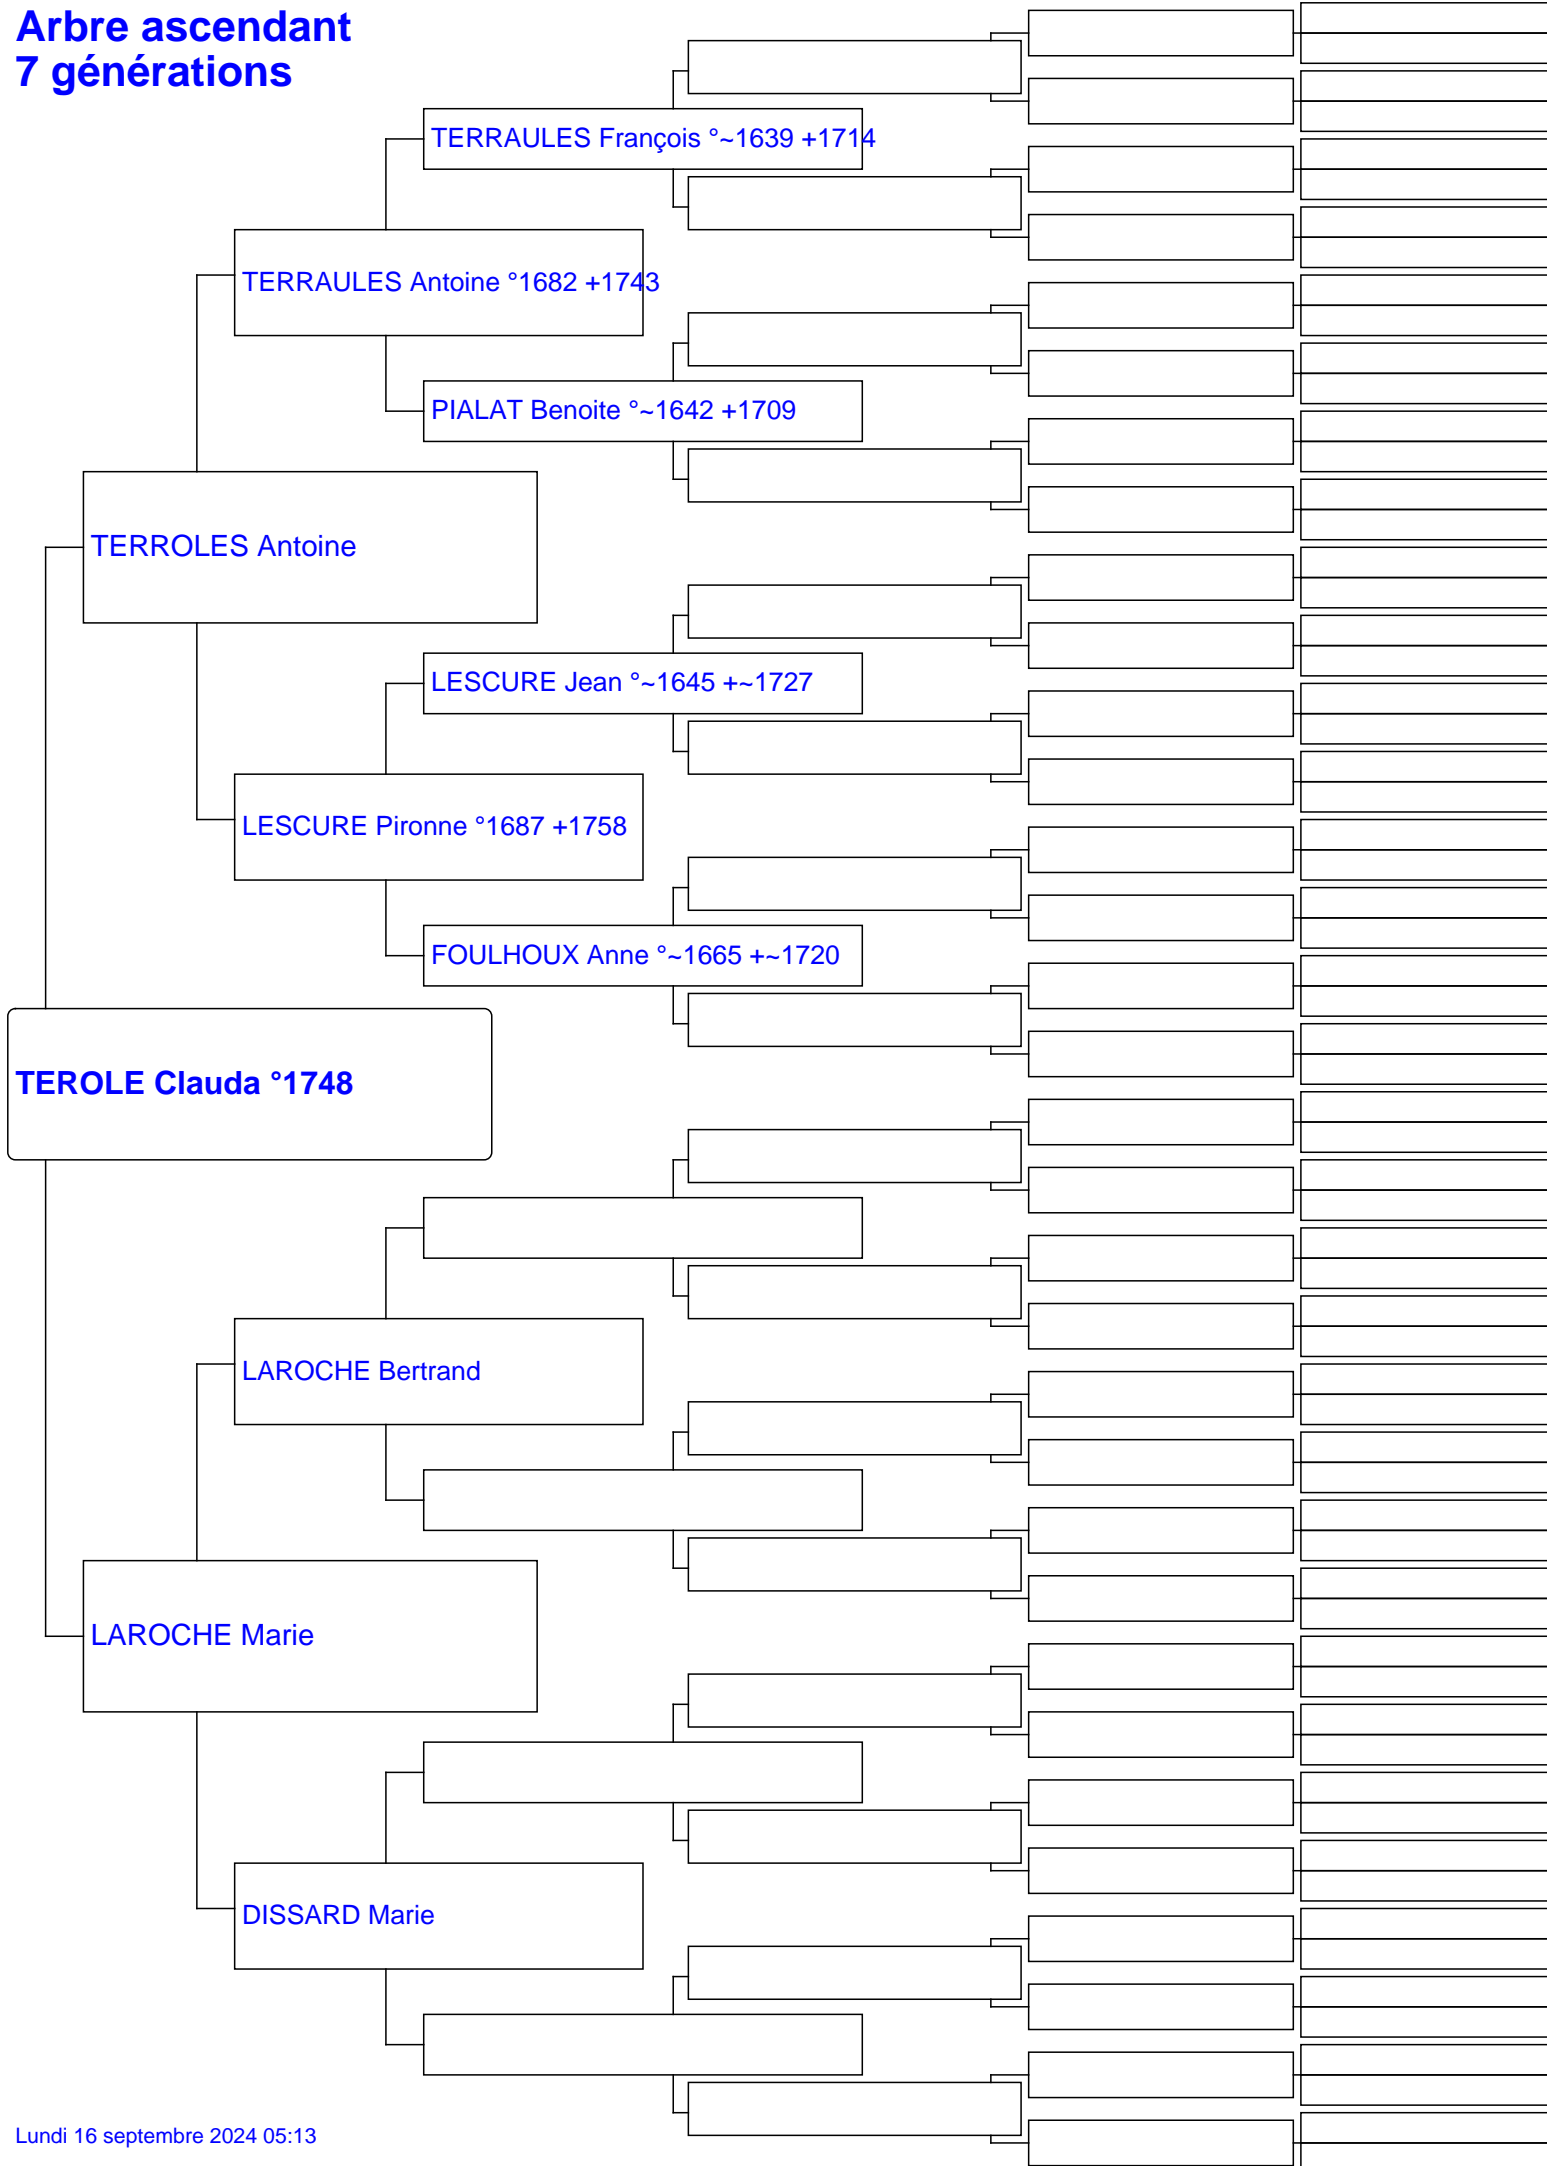 Arbre ascendant
7 générations
TERRAULES François °~1639 +1714
TERRAULES Antoine °1682 +1743
PIALAT Benoite °~1642 +1709
TERROLES Antoine
LESCURE Jean °~1645 +~1727
LESCURE Pironne °1687 +1758
FOULHOUX Anne °~1665 +~1720
TEROLE Clauda °1748
LAROCHE Bertrand
LAROCHE Marie
DISSARD Marie
Lundi 16 septembre 2024 05:13